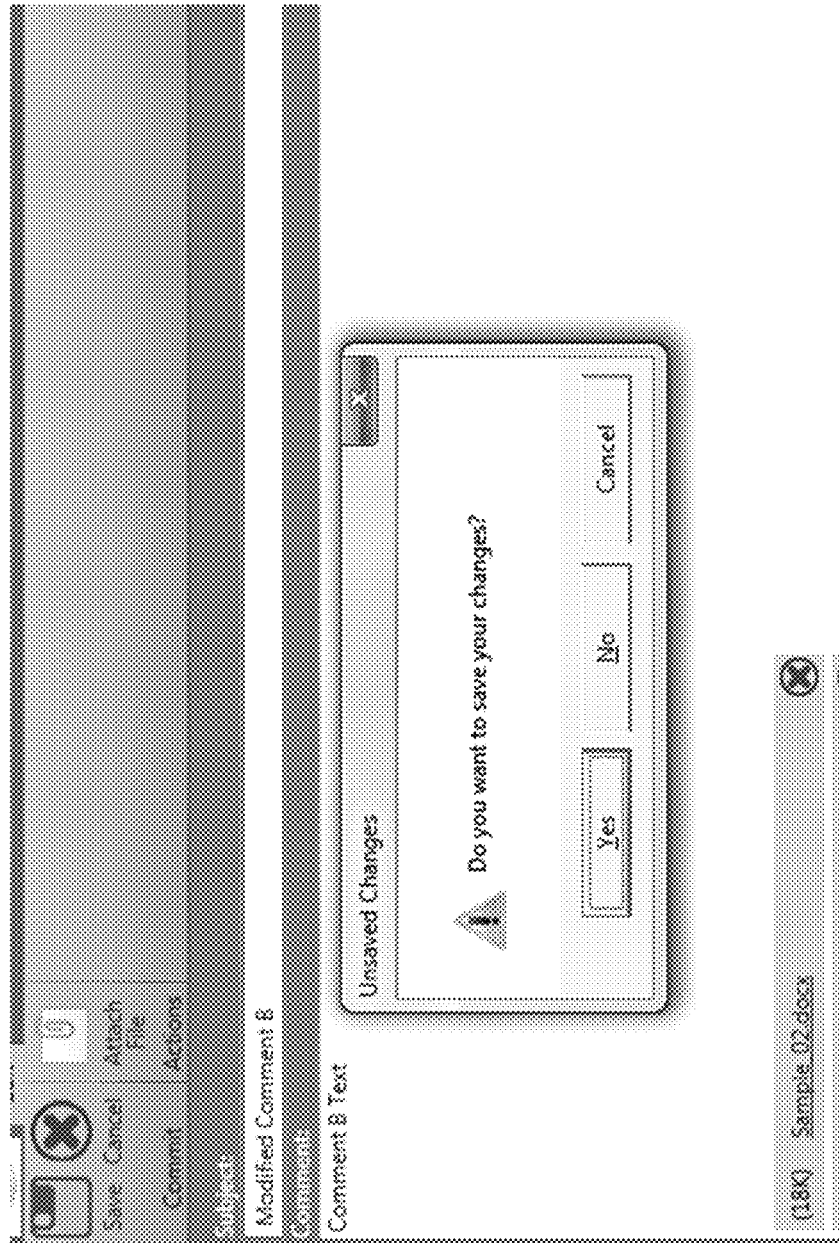 Save Cancel Attach File
Commit Actions
Subject:
Modified Comment B
Comment:
Comment B Text
Unsaved Changes X
Do you want to save your changes?
Yes No Cancel
(18K) Sample_02.docx